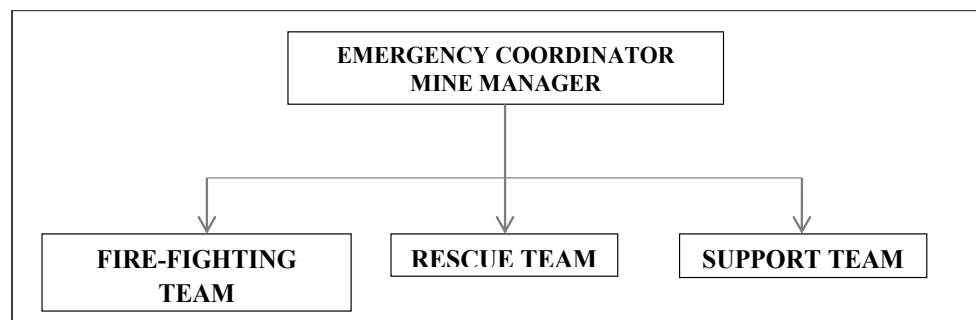 EMERGENCY COORDINATOR
MINE MANAGER
FIRE-FIGHTING
TEAM
RESCUE TEAM
SUPPORT TEAM